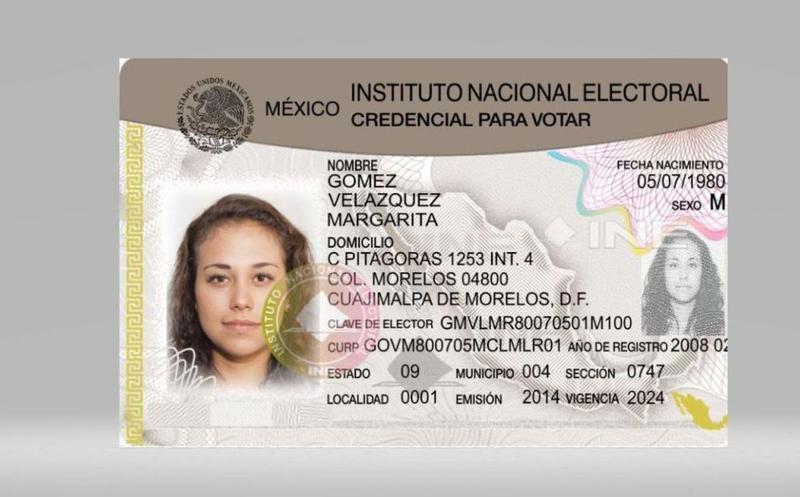 ESTADOS UNIDOS MEXICANOS
MÉXICO
INSTITUTO NACIONAL ELECTORAL
CREDENCIAL PARA VOTAR
NOMBRE
GOMEZ
VELAZQUEZ
MARGARITA
FECHA NACIMIENTO
05/07/1980
SEXO M
DOMICILIO
C PITAGORAS 1253 INT. 4
COL. MORELOS 04800
CUAJIMALPA DE MORELOS, D.F.
CLAVE DE ELECTOR GMVLMR80070501M100
CURP GOVM800705MCLMLR01 AÑO DE REGISTRO 2008 02
ESTADO 09 MUNICIPIO 004 SECCIÓN 0747
LOCALIDAD 0001 EMISIÓN 2014 VIGENCIA 2024
INE
INSTITUTO NACIONAL
INE